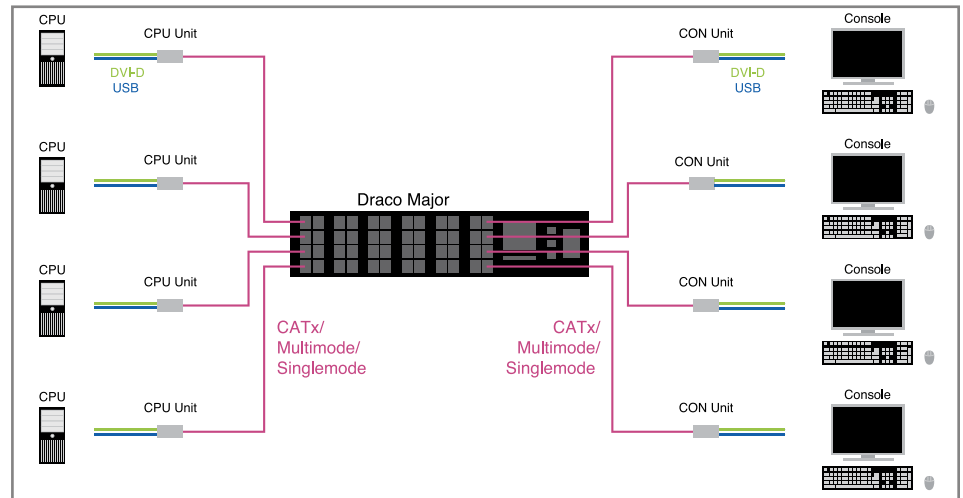 CPU
CPU Unit
CON Unit
Console
DVI-D
USB
DVI-D
USB
CPU
CPU Unit
CON Unit
Console
Draco Major
CPU
CPU Unit
CON Unit
Console
CATx/
Multimode/
Singlemode
CATx/
Multimode/
Singlemode
CPU
CPU Unit
CON Unit
Console